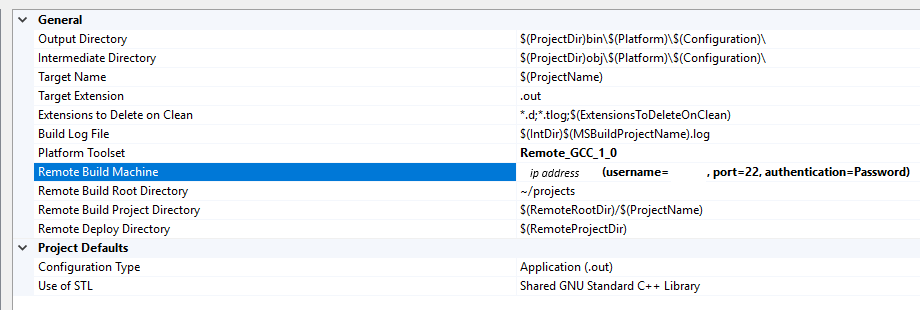 General
Output Directory $(ProjectDir)bin\$(Platform)\$(Configuration)\
Intermediate Directory $(ProjectDir)obj\$(Platform)\$(Configuration)\
Target Name $(ProjectName)
Target Extension .out
Extensions to Delete on Clean *.d;*.tlog;$(ExtensionsToDeleteOnClean)
Build Log File $(IntDir)$(MSBuildProjectName).log
Platform Toolset Remote_GCC_1_0
Remote Build Machine ip address (username= , port=22, authentication=Password)
Remote Build Root Directory ~/projects
Remote Build Project Directory $(RemoteRootDir)/$(ProjectName)
Remote Deploy Directory $(RemoteProjectDir)
Project Defaults
Configuration Type Application (.out)
Use of STL Shared GNU Standard C++ Library